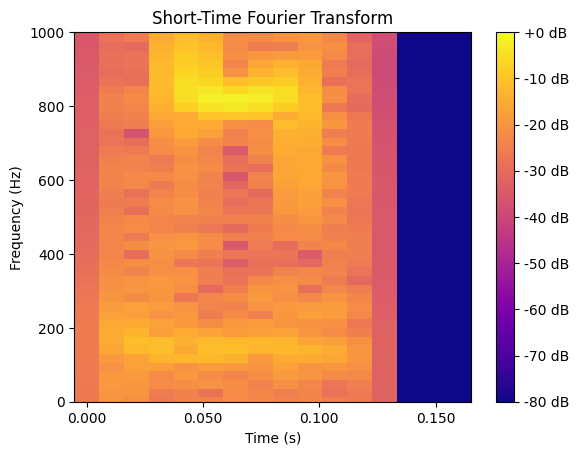 Short-Time Fourier Transform
1000
800
600
400
200
0
Frequency (Hz)
0.000
0.050
0.100
0.150
Time (s)
+0 dB
-10 dB
-20 dB
-30 dB
-40 dB
-50 dB
-60 dB
-70 dB
-80 dB